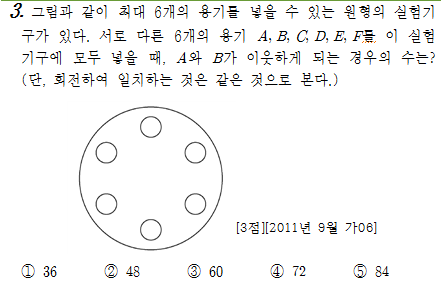 3. 그림과 같이 최대 6개의 용기를 넣을 수 있는 원형의 실험기
구가 있다. 서로 다른 6개의 용기 A, B, C, D, E, F를 이 실험
기구에 모두 넣을 때, A와 B가 이웃하게 되는 경우의 수는?
(단, 회전하여 일치하는 것은 같은 것으로 본다.)
[3점][2011년 9월 가06]
① 36 ② 48 ③ 60 ④ 72 ⑤ 84